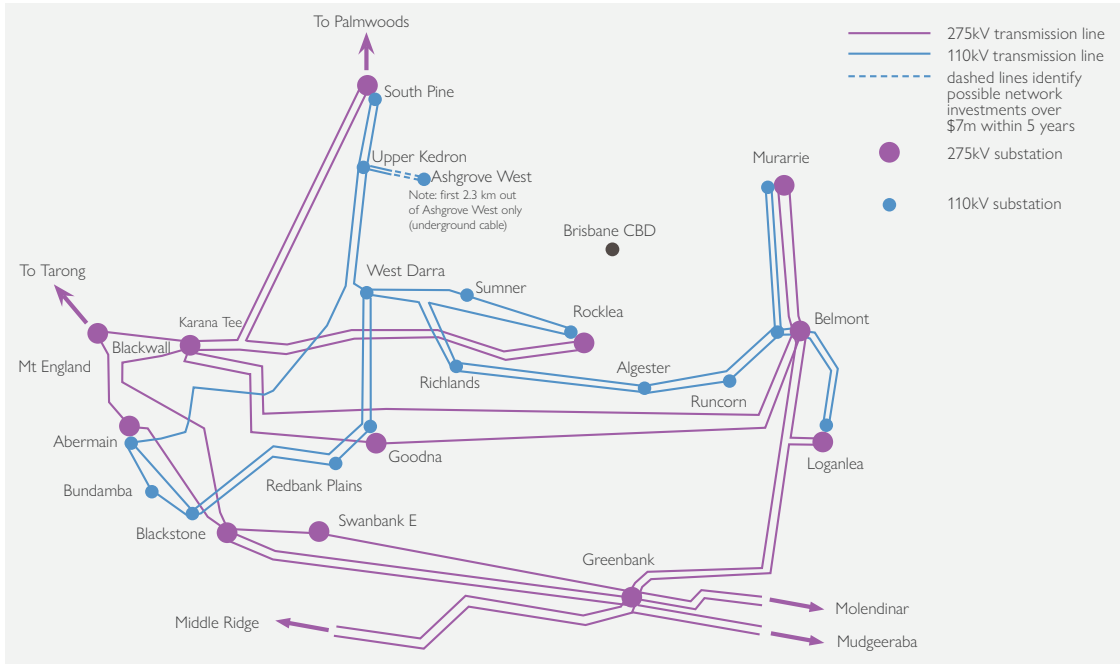 To Palmwoods
275kV transmission line
110kV transmission line
dashed lines identify
possible network
investments over
$7m within 5 years
275kV substation
110kV substation
South Pine
Upper Kedron
Ashgrove West
Note: first 2.3 km out
of Ashgrove West only
(underground cable)
Murarrie
Brisbane CBD
To Tarong
West Darra
Sumner
Rocklea
Karana Tee
Belmont
Blackwall
Mt England
Richlands
Algester
Runcorn
Abermain
Goodna
Loganlea
Bundamba
Redbank Plains
Blackstone
Swanbank E
Greenbank
Middle Ridge
Molendinar
Mudgeeraba